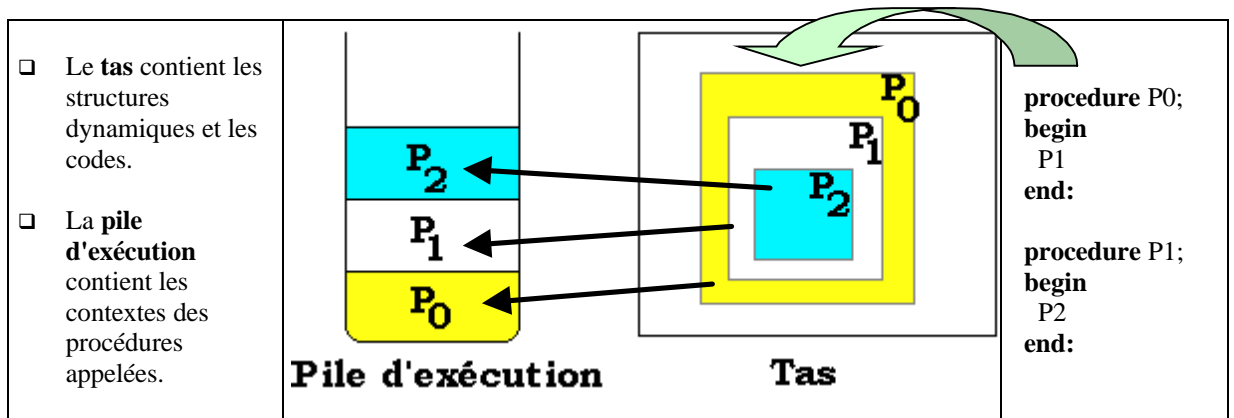 ❑ Le tas contient les
structures
dynamiques et les
codes.
❑ La pile
d'exécution
contient les
contextes des
procédures
appelées.
P2
P1
P0
Pile d'exécution
P0
P1
P2
Tas
procedure P0;
begin
P1
end:
procedure P1;
begin
P2
end: